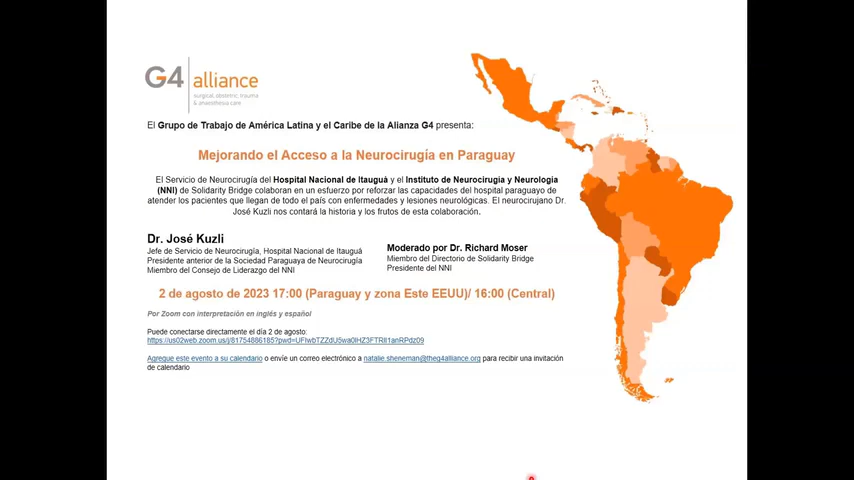 G4 alliance
surgical, obstetric, trauma
& anaesthesia care
El Grupo de Trabajo de América Latina y el Caribe de la Alianza G4 presenta:
Mejorando el Acceso a la Neurocirugía en Paraguay
El Servicio de Neurocirugía del Hospital Nacional de Itauguá y el Instituto de Neurocirugía y Neurología
(NNI) de Solidarity Bridge colaboran en un esfuerzo por reforzar las capacidades del hospital paraguayo de
atender los pacientes que llegan de todo el país con enfermedades y lesiones neurológicas. El neurocirujano Dr.
José Kuzli nos contará la historia y los frutos de esta colaboración.
Dr. José Kuzli
Jefe de Servicio de Neurocirugía, Hospital Nacional de Itauguá
Presidente anterior de la Sociedad Paraguaya de Neurocirugía
Miembro del Consejo de Liderazgo del NNI
Moderado por Dr. Richard Moser
Miembro del Directorio de Solidarity Bridge
Presidente del NNI
2 de agosto de 2023 17:00 (Paraguay y zona Este EEUU)/ 16:00 (Central)
Por Zoom con interpretación en inglés y español
Puede conectarse directamente el día 2 de agosto:
https://us02web.zoom.us/j/81754886185?pwd=UFIwbTZZdU5wa0lHZ3FTRll1anRPdz09
Agregue este evento a su calendario o envíe un correo electrónico a natalie.sheneman@theg4alliance.org para recibir una invitación
de calendario